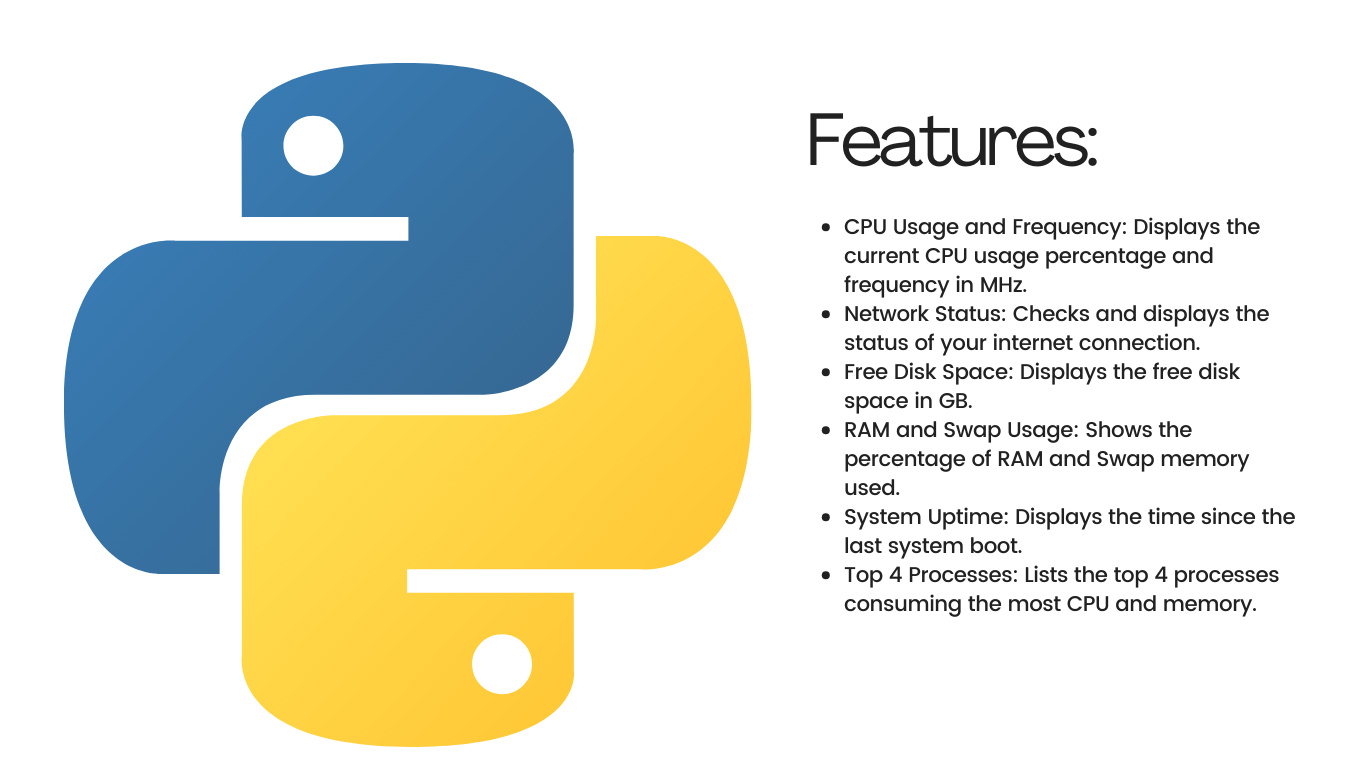 Features:
• CPU Usage and Frequency: Displays the
current CPU usage percentage and
frequency in MHz.
• Network Status: Checks and displays the
status of your internet connection.
• Free Disk Space: Displays the free disk
space in GB.
• RAM and Swap Usage: Shows the
percentage of RAM and Swap memory
used.
• System Uptime: Displays the time since the
last system boot.
• Top 4 Processes: Lists the top 4 processes
consuming the most CPU and memory.